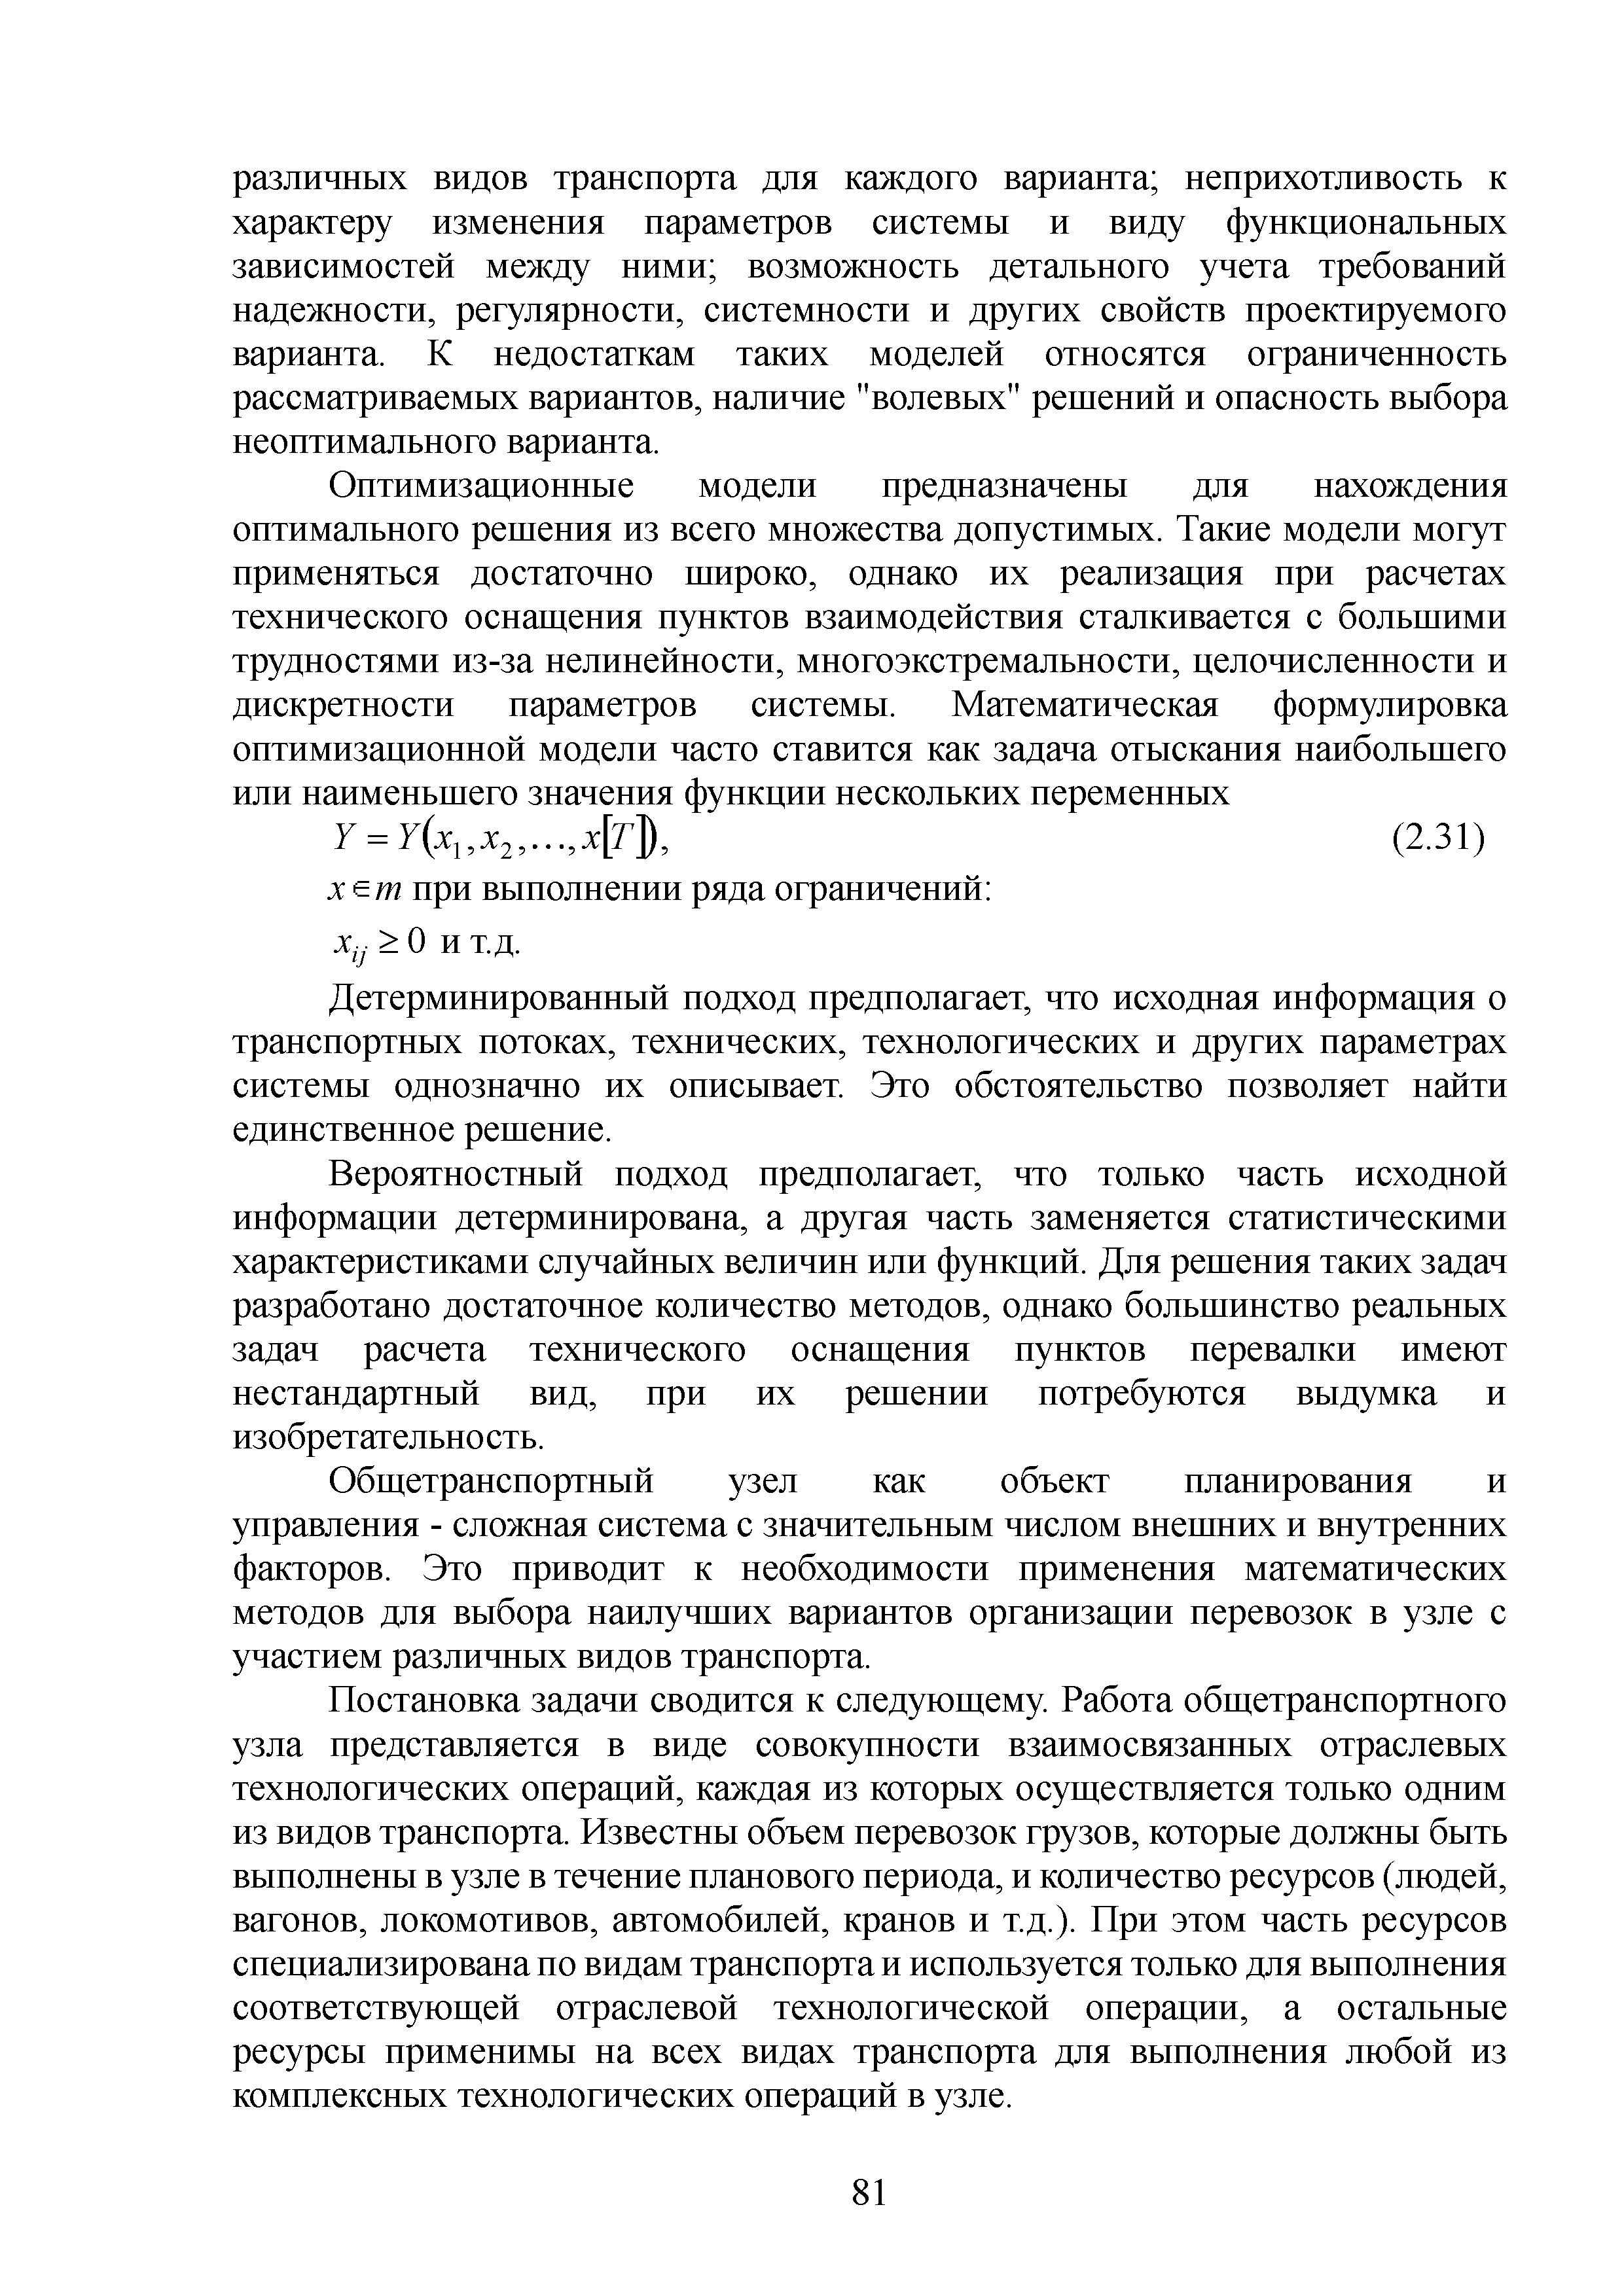 различных видов транспорта для каждого варианта; неприхотливость к
характеру изменения параметров системы и виду функциональных
зависимостей между ними; возможность детального учета требований
надежности, регулярности, системности и других свойств проектируемого
варианта. К недостаткам таких моделей относятся ограниченность
рассматриваемых вариантов, наличие "волевых" решений и опасность выбора
неоптимального варианта.
Оптимизационные модели предназначены для нахождения
оптимального решения из всего множества допустимых. Такие модели могут
применяться достаточно широко, однако их реализация при расчетах
технического оснащения пунктов взаимодействия сталкивается с большими
трудностями из-за нелинейности, многоэкстремальности, целочисленности и
дискретности параметров системы. Математическая формулировка
оптимизационной модели часто ставится как задача отыскания наибольшего
или наименьшего значения функции нескольких переменных
Y = Y(x₁, x₂, ..., x[T]), (2.31)
x ∈ m при выполнении ряда ограничений:
xᵢⱼ ≥ 0 и т.д.
Детерминированный подход предполагает, что исходная информация о
транспортных потоках, технических, технологических и других параметрах
системы однозначно их описывает. Это обстоятельство позволяет найти
единственное решение.
Вероятностный подход предполагает, что только часть исходной
информации детерминирована, а другая часть заменяется статистическими
характеристиками случайных величин или функций. Для решения таких задач
разработано достаточное количество методов, однако большинство реальных
задач расчета технического оснащения пунктов перевалки имеют
нестандартный вид, при их решении потребуются выдумка и
изобретательность.
Общетранспортный узел как объект планирования и
управления - сложная система с значительным числом внешних и внутренних
факторов. Это приводит к необходимости применения математических
методов для выбора наилучших вариантов организации перевозок в узле с
участием различных видов транспорта.
Постановка задачи сводится к следующему. Работа общетранспортного
узла представляется в виде совокупности взаимосвязанных отраслевых
технологических операций, каждая из которых осуществляется только одним
из видов транспорта. Известны объем перевозок грузов, которые должны быть
выполнены в узле в течение планового периода, и количество ресурсов (людей,
вагонов, локомотивов, автомобилей, кранов и т.д.). При этом часть ресурсов
специализирована по видам транспорта и используется только для выполнения
соответствующей отраслевой технологической операции, а остальные
ресурсы применимы на всех видах транспорта для выполнения любой из
комплексных технологических операций в узле.
81